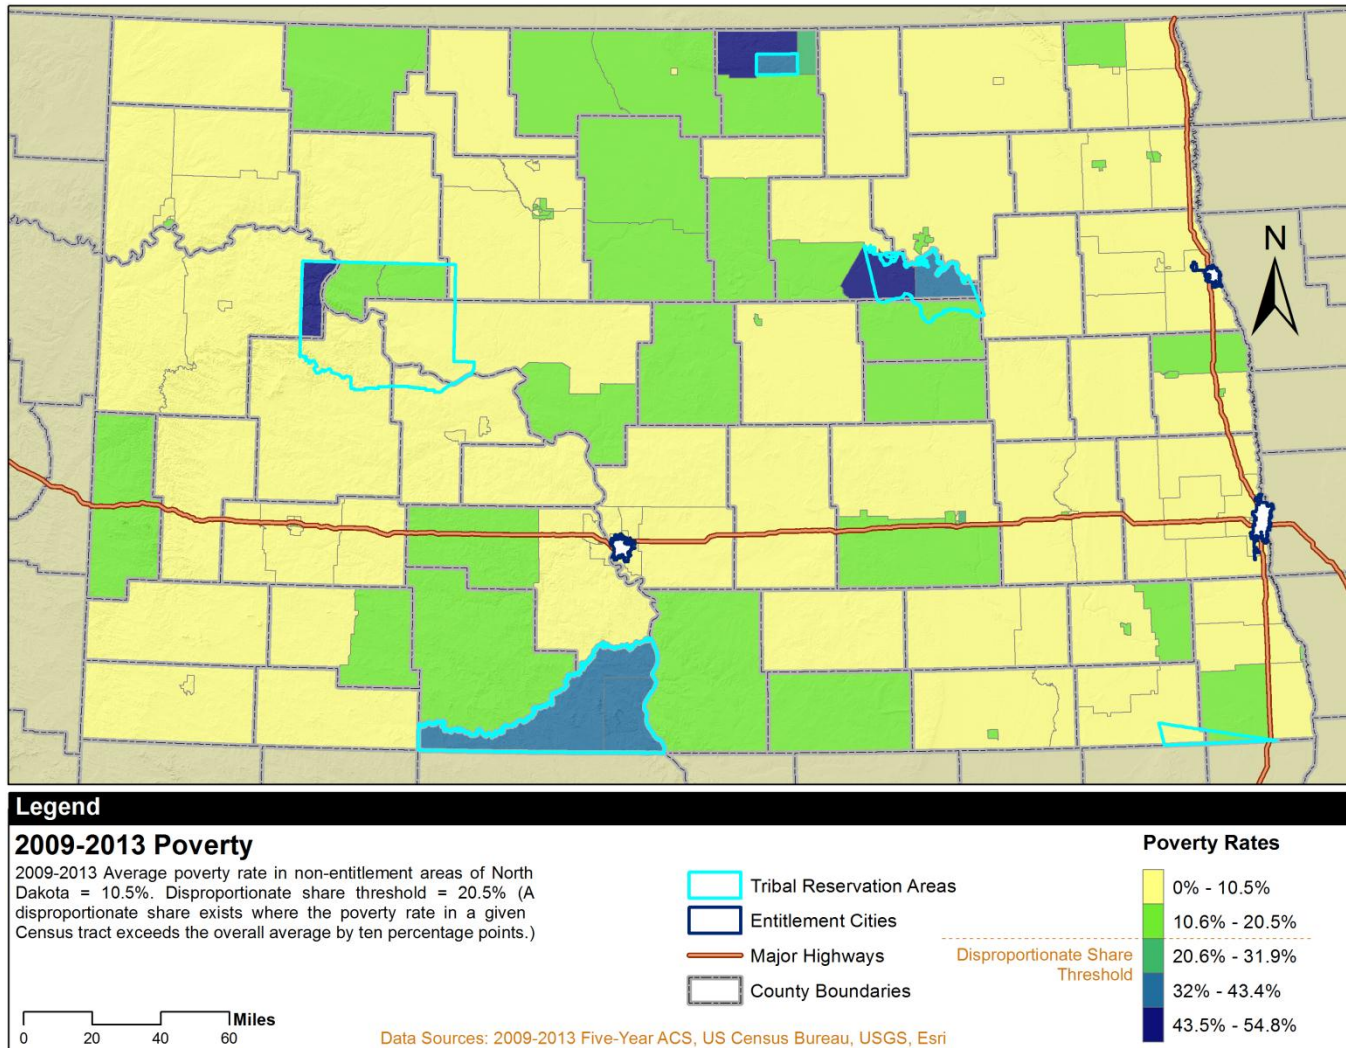 N
Legend
2009-2013 Poverty
2009-2013 Average poverty rate in non-entitlement areas of North
Dakota = 10.5%. Disproportionate share threshold = 20.5% (A
disproportionate share exists where the poverty rate in a given
Census tract exceeds the overall average by ten percentage points.)
Miles
0 20 40 60
Data Sources: 2009-2013 Five-Year ACS, US Census Bureau, USGS, Esri
Tribal Reservation Areas
Entitlement Cities
Major Highways
County Boundaries
Disproportionate Share
Threshold
Poverty Rates
0% - 10.5%
10.6% - 20.5%
20.6% - 31.9%
32% - 43.4%
43.5% - 54.8%